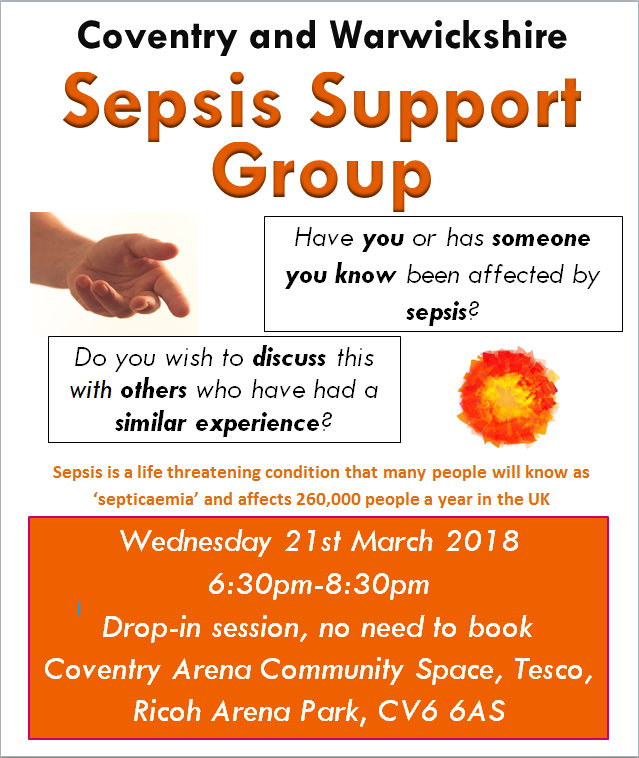 Coventry and Warwickshire
Sepsis Support
Group
Have you or has someone
you know been affected by
sepsis?
Do you wish to discuss this
with others who have had a
similar experience?
Sepsis is a life threatening condition that many people will know as
‘septicaemia’ and affects 260,000 people a year in the UK
Wednesday 21st March 2018
6:30pm-8:30pm
Drop-in session, no need to book
Coventry Arena Community Space, Tesco,
Ricoh Arena Park, CV6 6AS